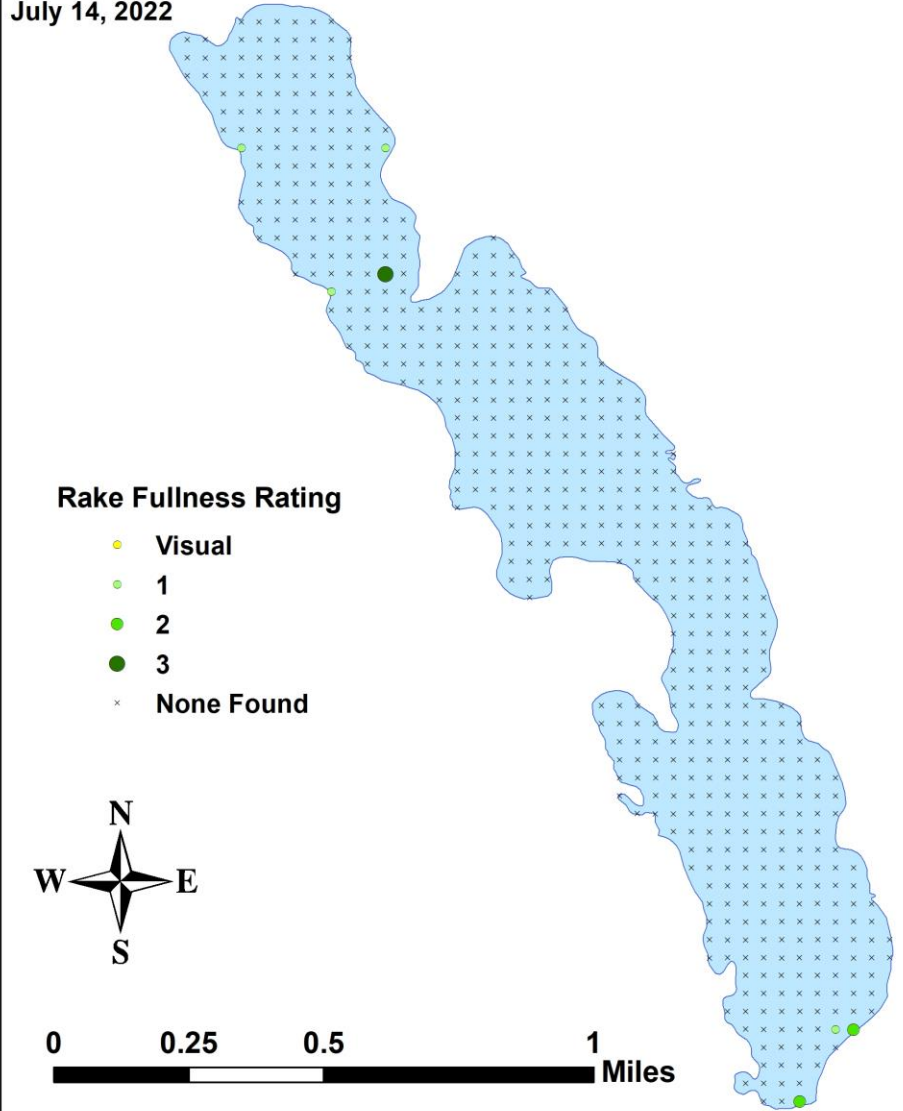 July 14, 2022
Rake Fullness Rating
Visual
1
2
3
None Found
N
W E
S
0 0.25 0.5 1
Miles